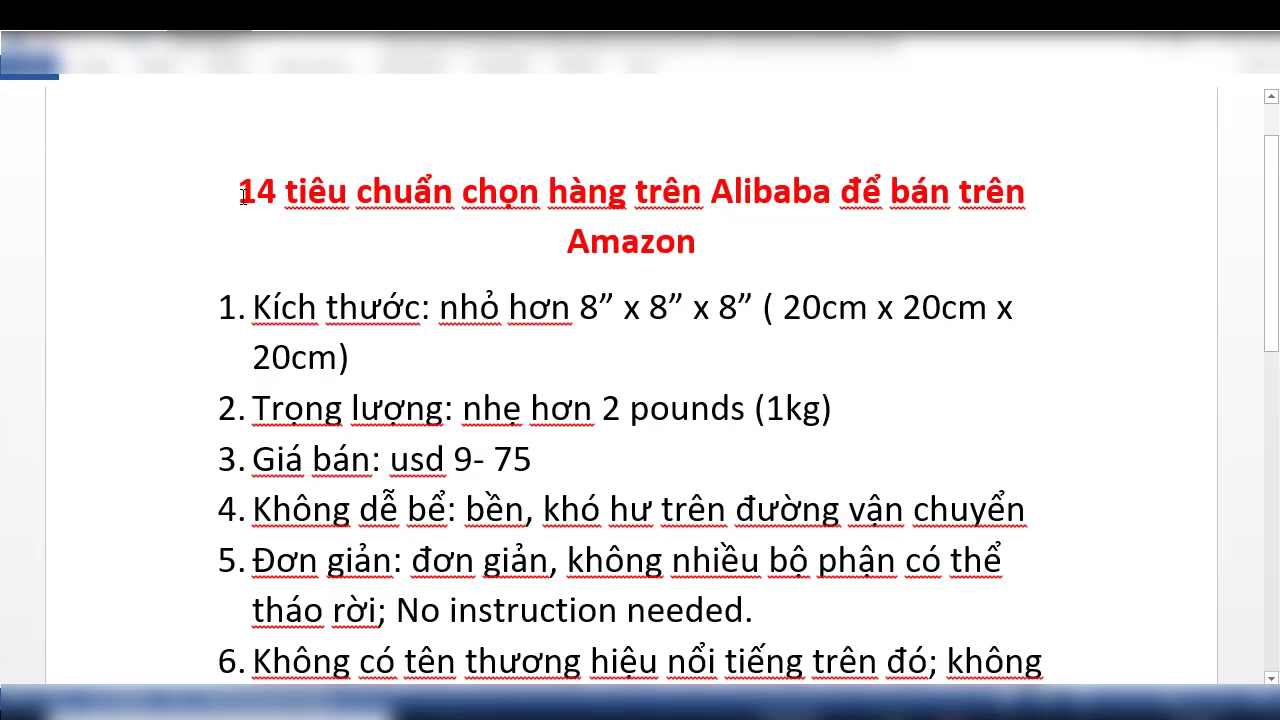 14 tiêu chuẩn chọn hàng trên Alibaba để bán trên
Amazon
1. Kích thước: nhỏ hơn 8” x 8” x 8” ( 20cm x 20cm x
20cm)
2. Trọng lượng: nhẹ hơn 2 pounds (1kg)
3. Giá bán: usd 9- 75
4. Không dễ bể: bền, khó hư trên đường vận chuyển
5. Đơn giản: đơn giản, không nhiều bộ phận có thể
tháo rời; No instruction needed.
6. Không có tên thương hiệu nổi tiếng trên đó; không